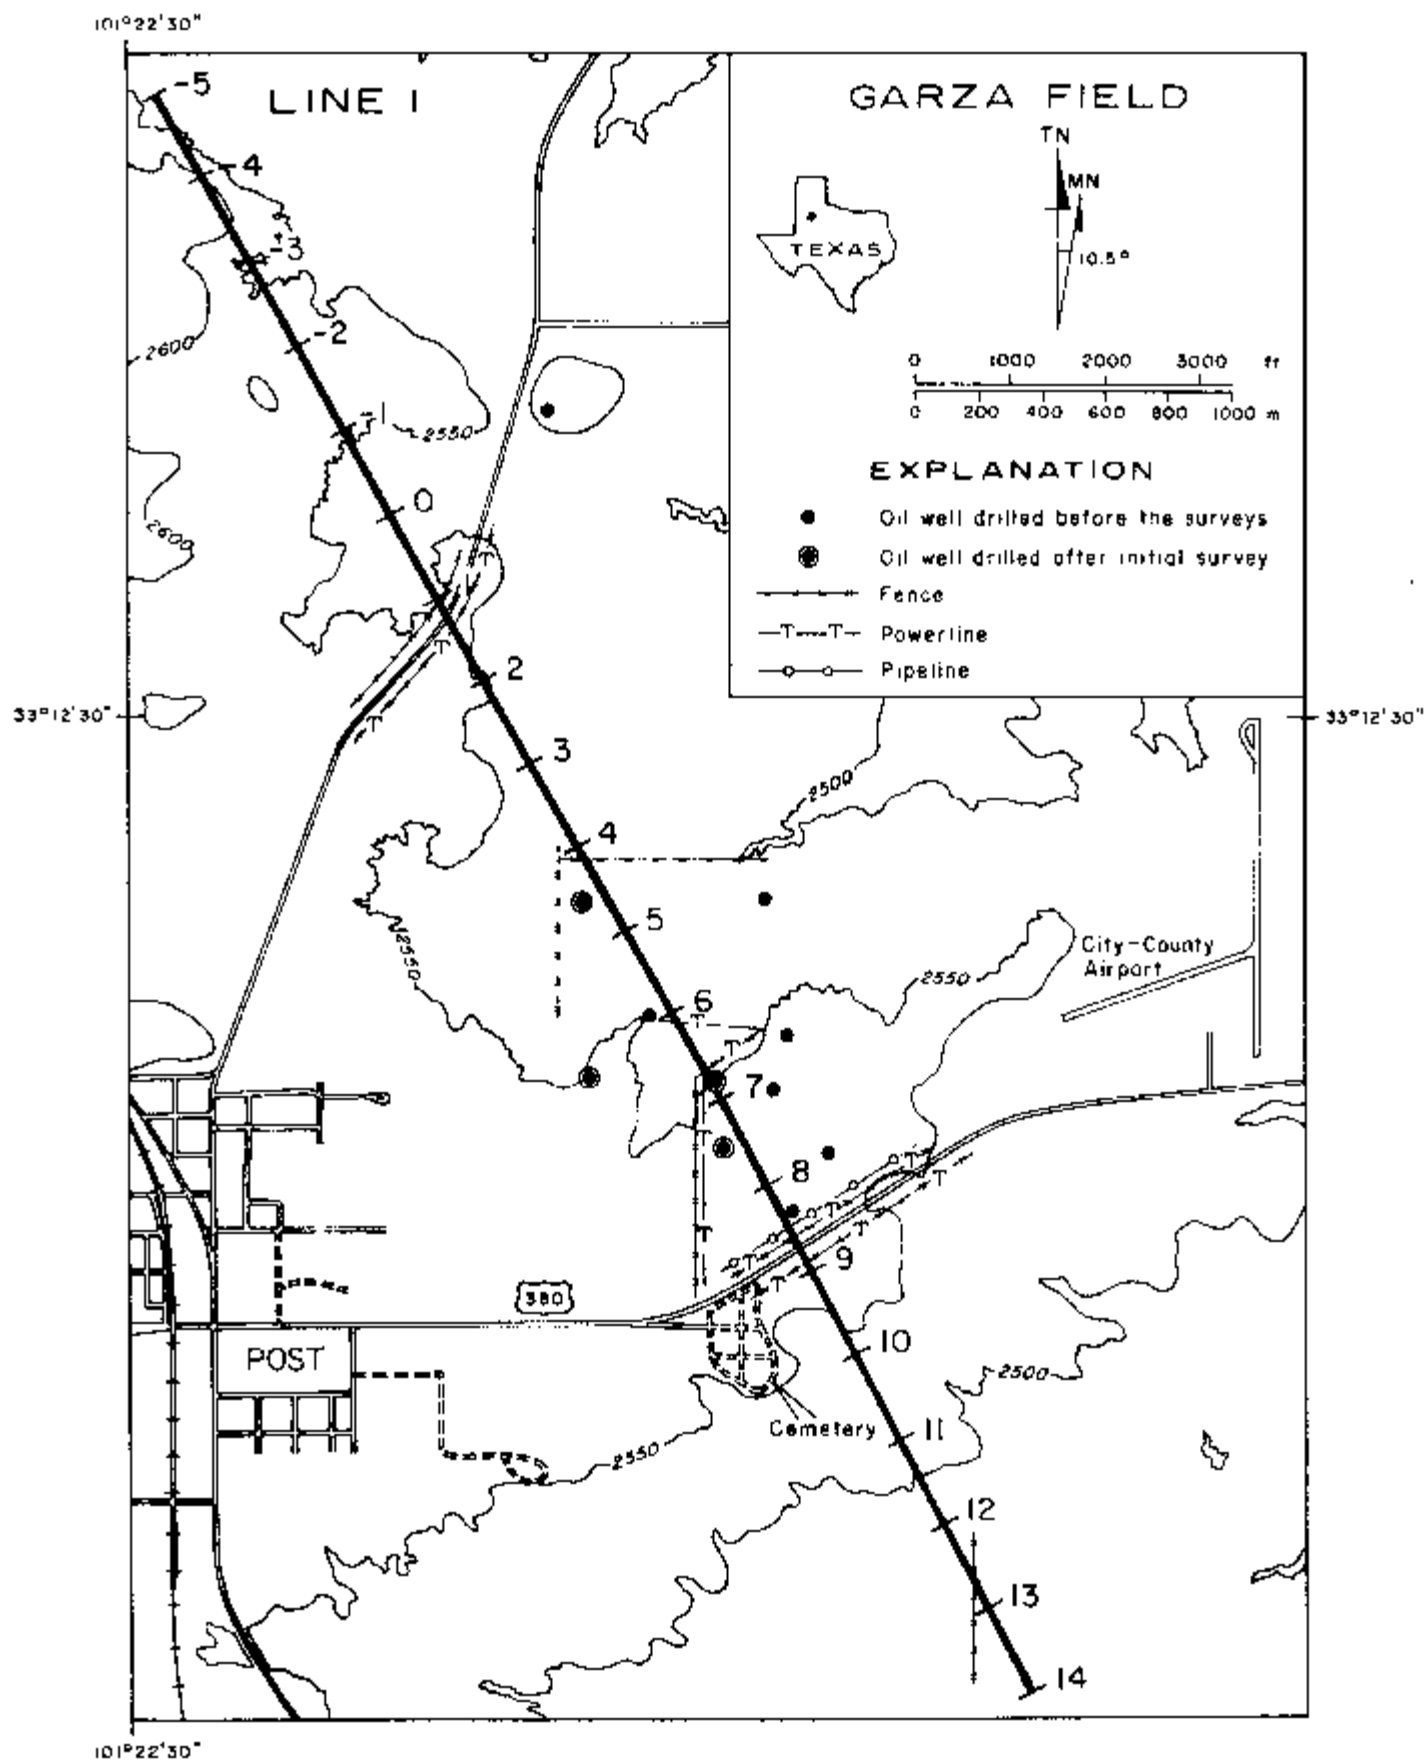 101°22'30"
-5
LINE I
GARZA FIELD
TN
MN
10.5°
TEXAS
-4
-3
-2
-1
0
2600
2550
2600
0 1000 2000 3000 ft
0 200 400 600 800 1000 m
EXPLANATION
Oil well drilled before the surveys
Oil well drilled after initial survey
Fence
—T—T— Powerline
Pipeline
T
T
T
2
33°12'30"
33°12'30"
3
2500
4
5
2550
City-County
Airport
2550
6
T
T
7
T
8
T
T
T
T
T
T
T
9
380
10
POST
2500
Cemetery
11
2550
12
13
14
101°22'30"